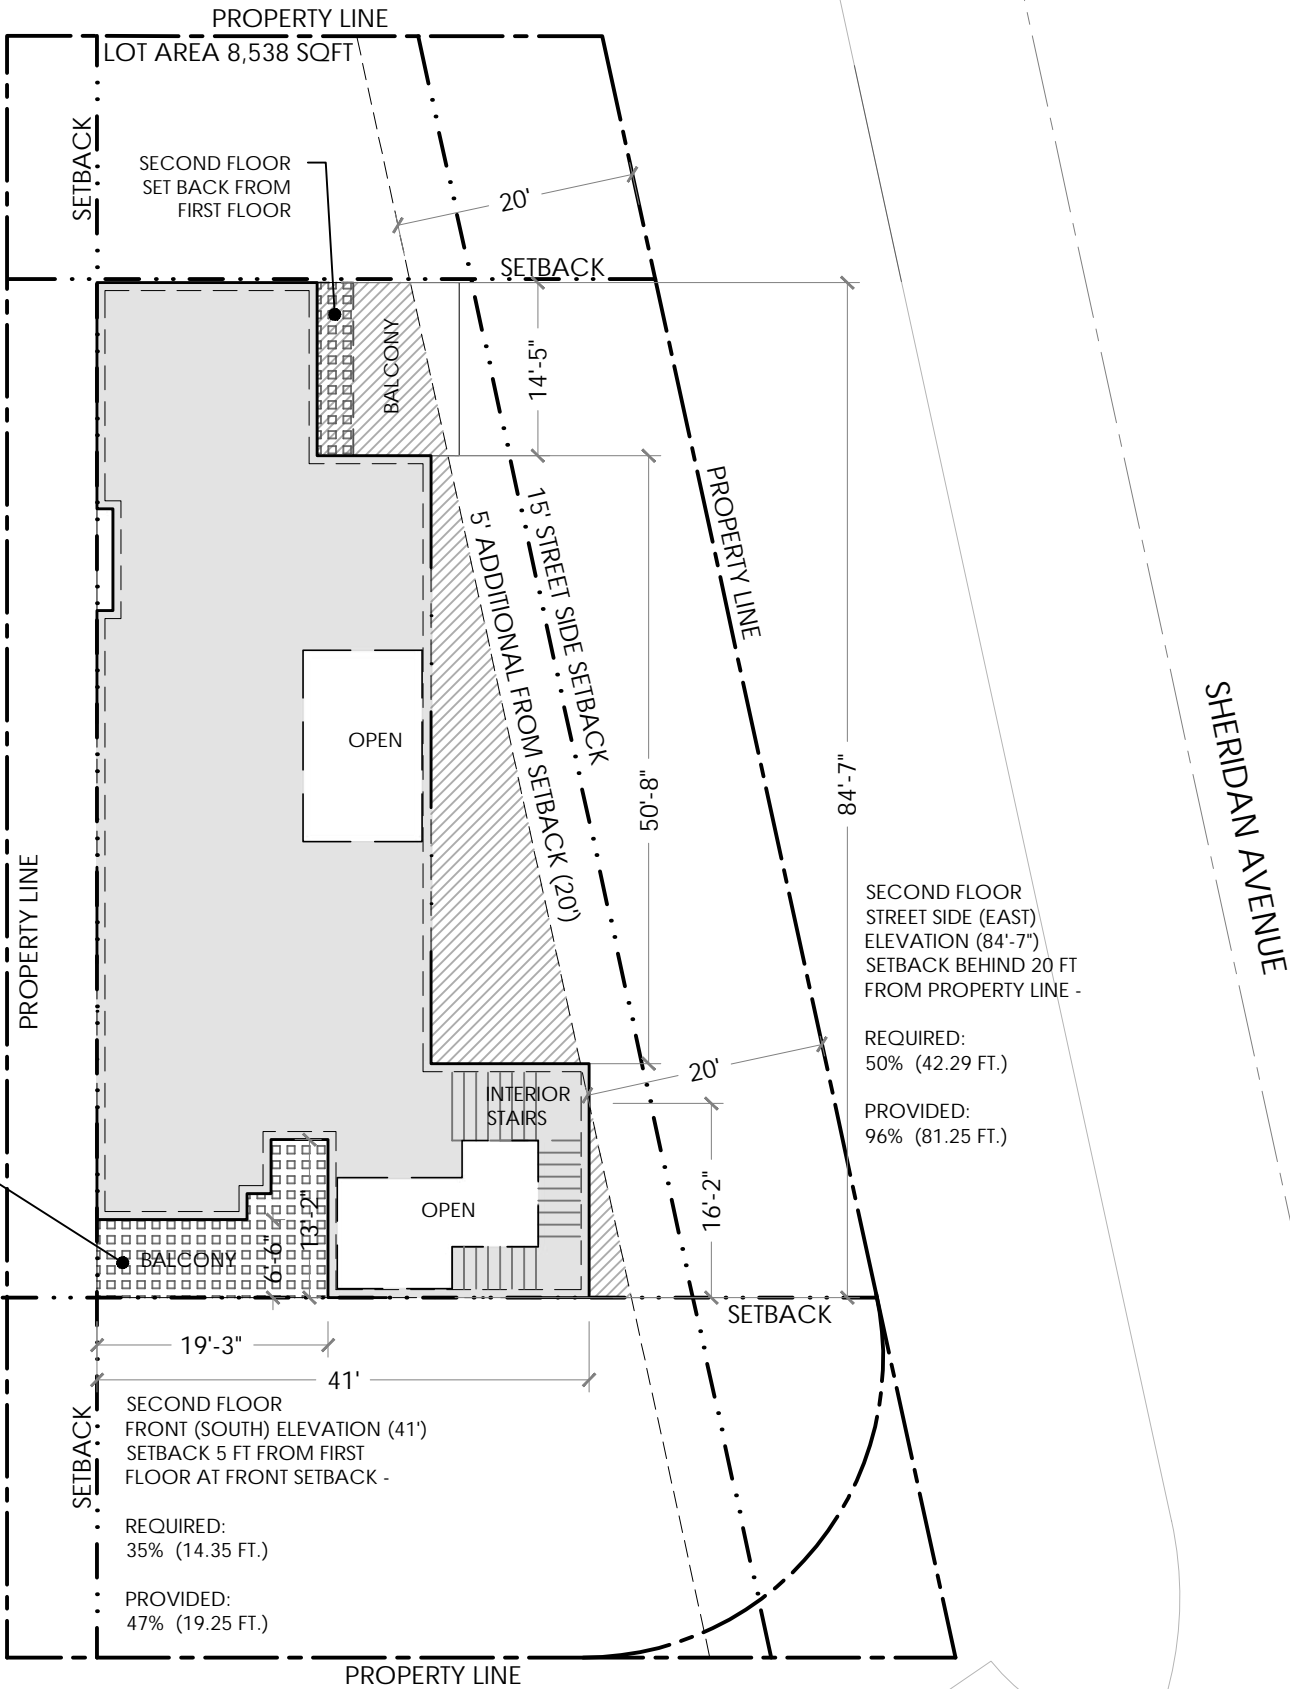 PROPERTY LINE
LOT AREA 8,538 SQFT
SETBACK
SECOND FLOOR
SET BACK FROM
FIRST FLOOR
20'
SETBACK
BALCONY
14'-5"
PROPERTY LINE
15' STREET SIDE SETBACK
5' ADDITIONAL FROM SETBACK (20')
OPEN
50'-8"
84'-7"
SHERIDAN AVENUE
PROPERTY LINE
SECOND FLOOR
STREET SIDE (EAST)
ELEVATION (84'-7")
SETBACK BEHIND 20 FT
FROM PROPERTY LINE -
REQUIRED:
50% (42.29 FT.)
PROVIDED:
96% (81.25 FT.)
20'
INTERIOR
STAIRS
OPEN
16'-2"
13'-2"
6'-6"
BALCONY
SETBACK
19'-3"
41'
SETBACK
SECOND FLOOR
FRONT (SOUTH) ELEVATION (41')
SETBACK 5 FT FROM FIRST
FLOOR AT FRONT SETBACK -
REQUIRED:
35% (14.35 FT.)
PROVIDED:
47% (19.25 FT.)
PROPERTY LINE